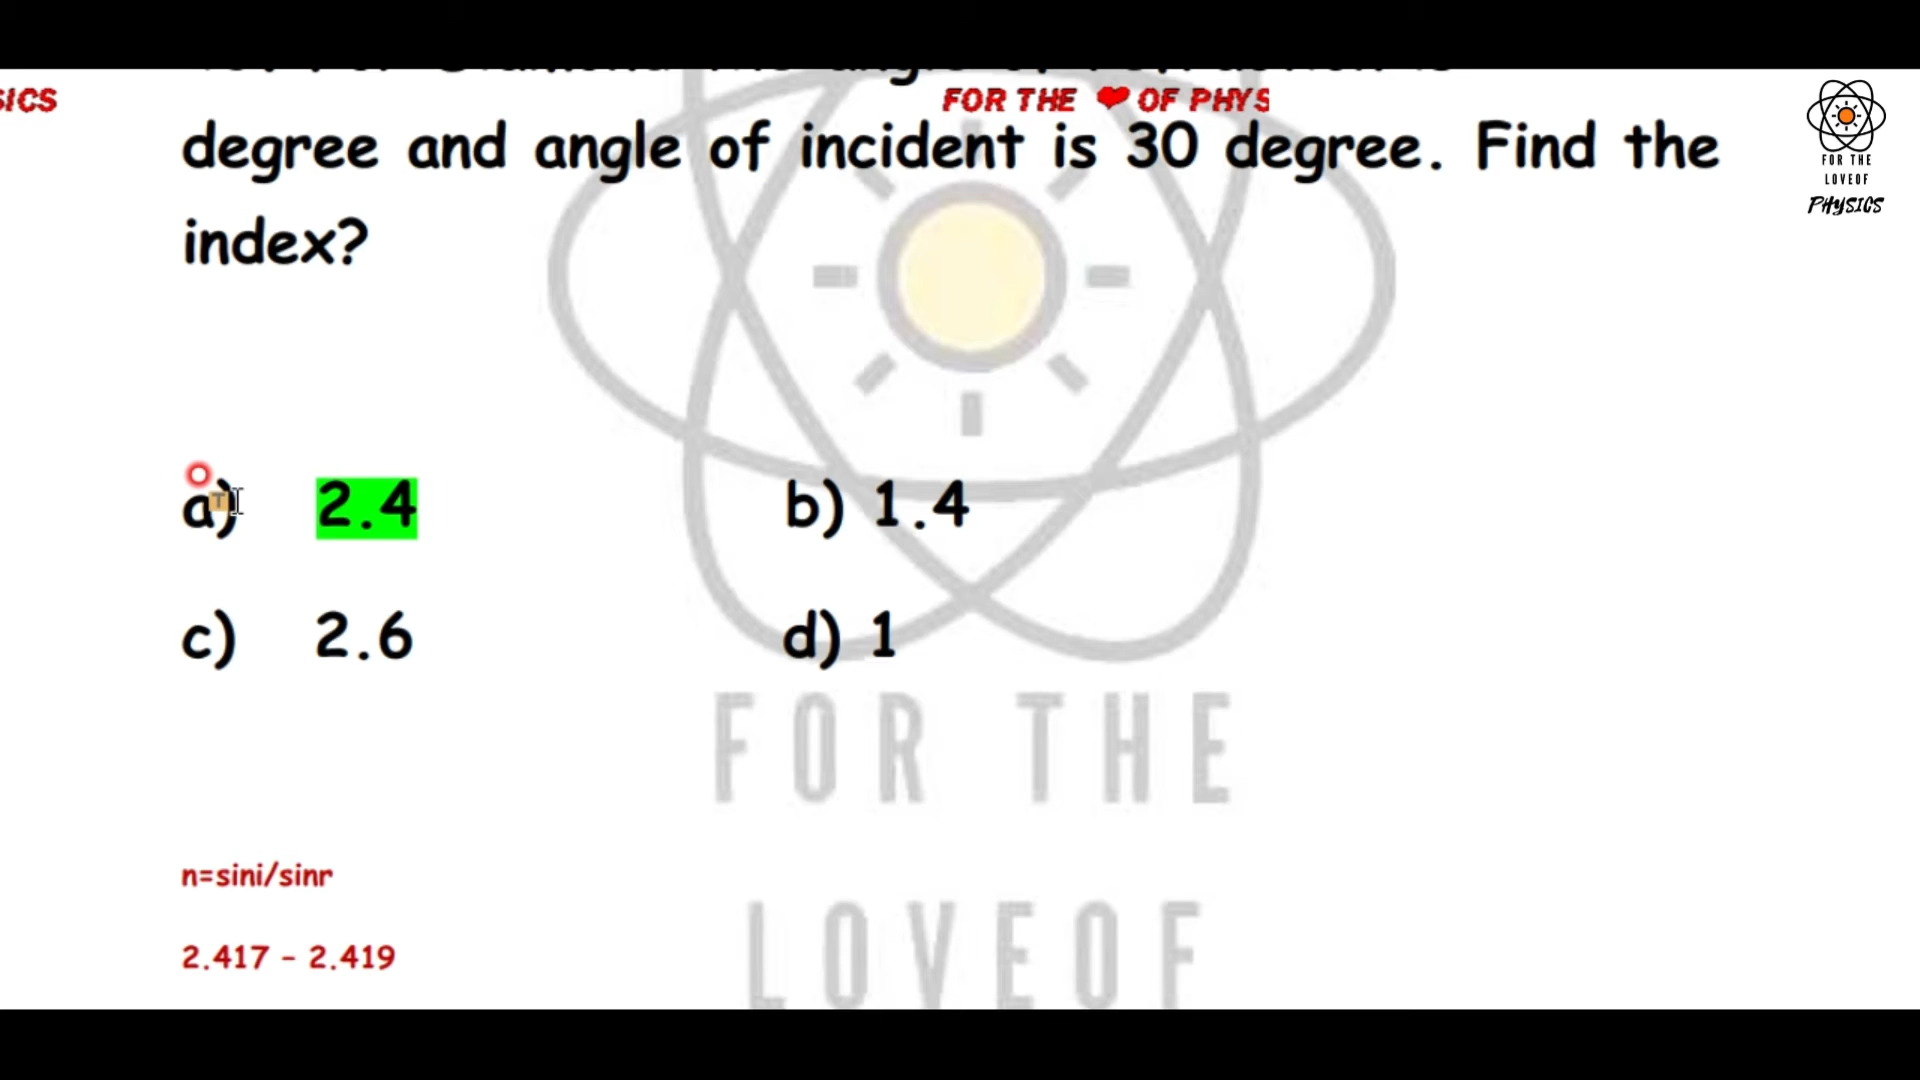 SICS
FOR THE ❤ OF PHYS
FOR THE
LOVEOF
PHYSICS
degree and angle of incident is 30 degree. Find the
index?
a) 2.4 b) 1.4
c) 2.6 d) 1
FOR THE
LOVEOF
n=sini/sinr
2.417 - 2.419